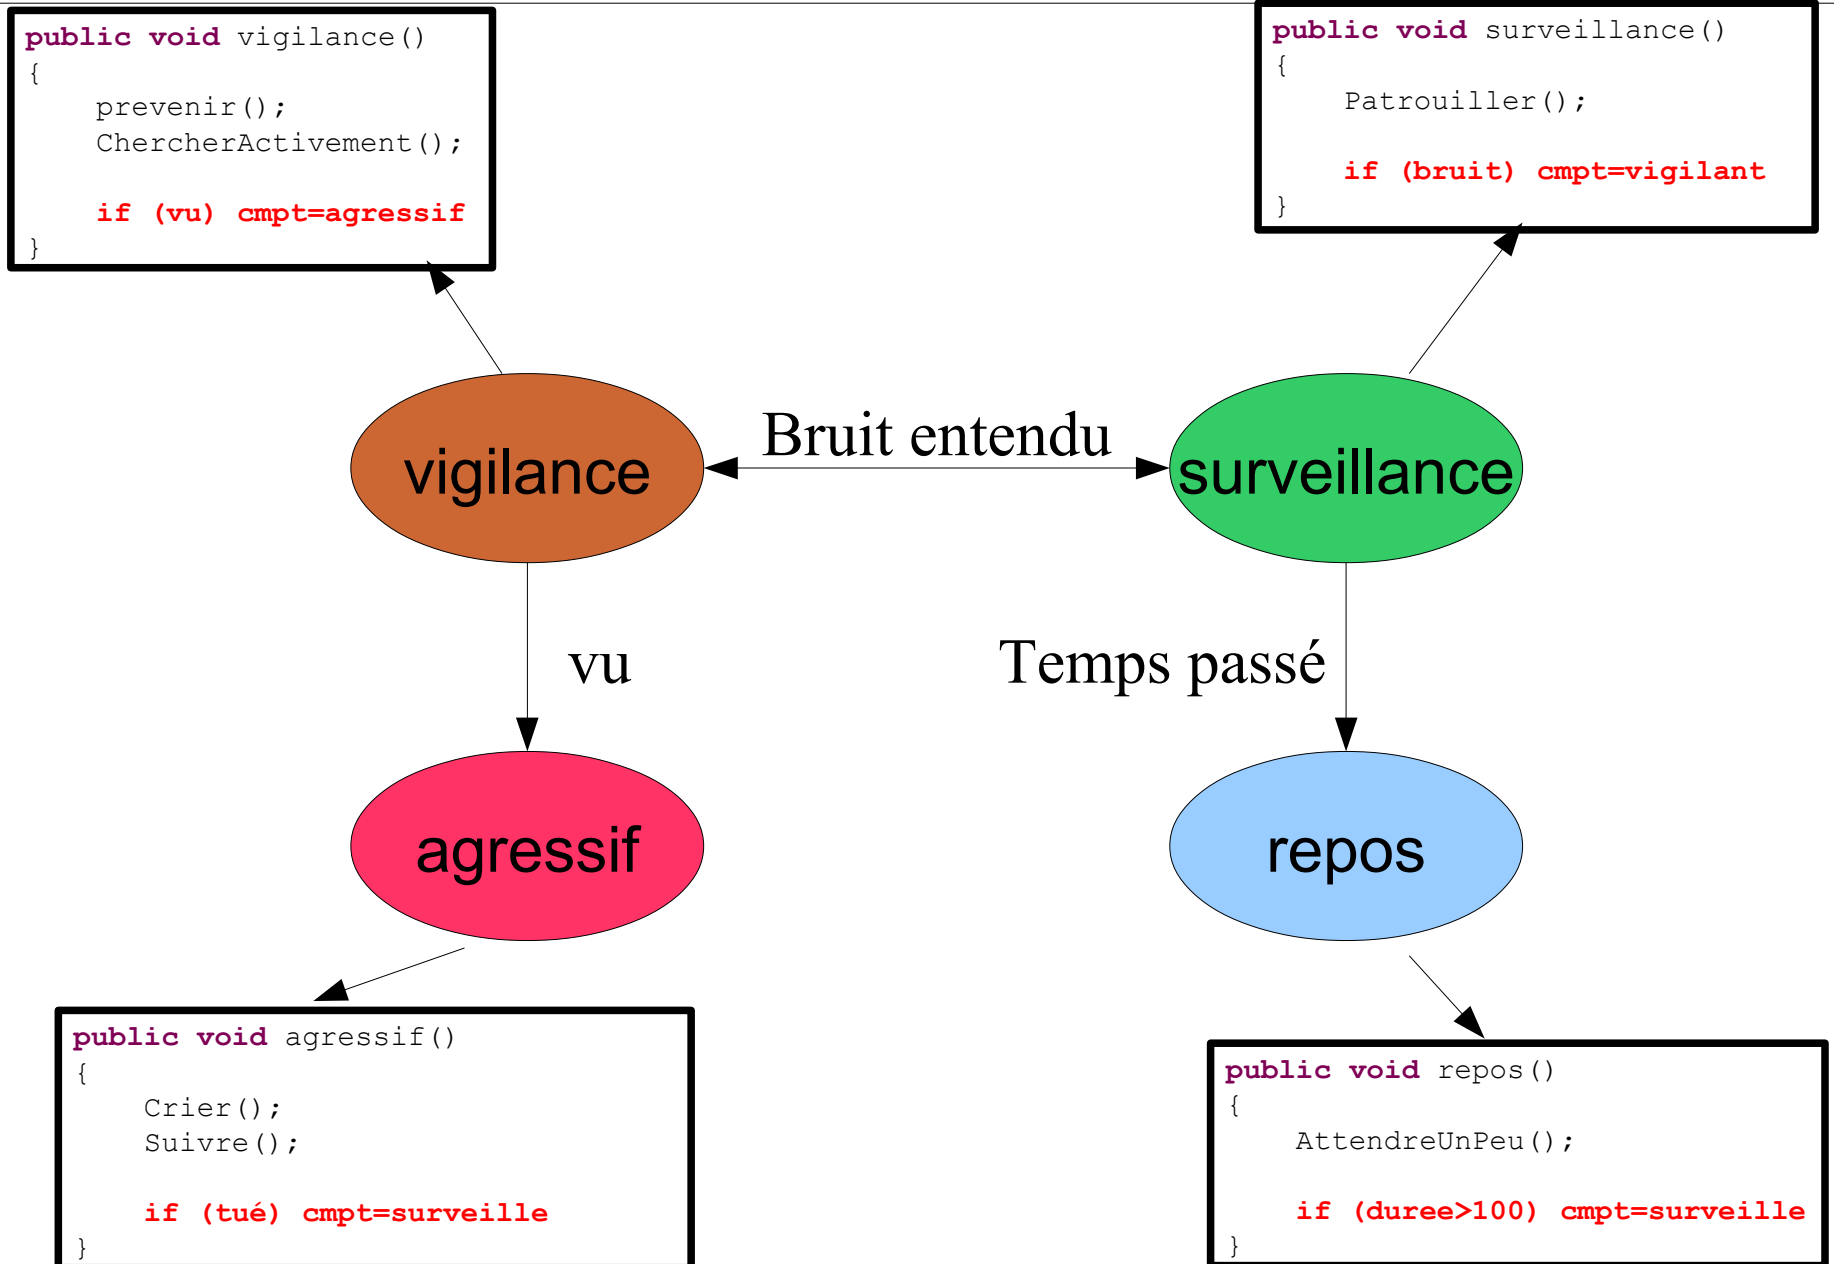 public void vigilance()
{
    prevenir();
    ChercherActivement();

    if (vu) cmpt=agressif
}
public void surveillance()
{
    Patrouiller();

    if (bruit) cmpt=vigilant
}
Bruit entendu
vigilance
surveillance
vu
Temps passé
agressif
repos
public void agressif()
{
    Crier();
    Suivre();

    if (tué) cmpt=surveille
}
public void repos()
{
    AttendreUnPeu();

    if (duree>100) cmpt=surveille
}